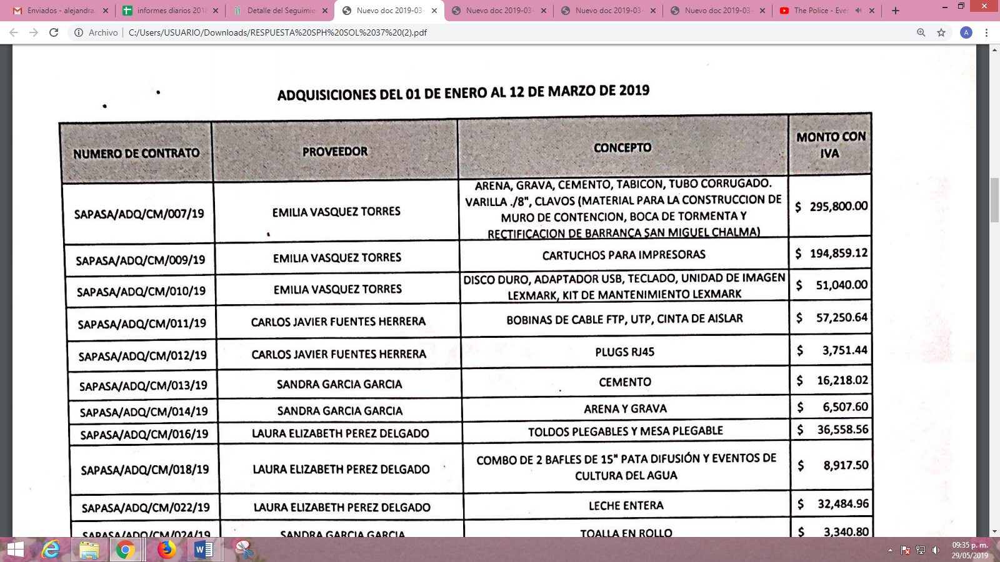 Enviados - alejandra.
informes diarios 2018
Detalle del Seguimie
Nuevo doc 2019-03-
Nuevo doc 2019-03-
Nuevo doc 2019-03-
Nuevo doc 2019-03-
The Police - Ever
Archivo | C:/Users/USUARIO/Downloads/RESPUESTA%20SPH%20SOL%2037%20(2).pdf
A
ADQUISICIONES DEL 01 DE ENERO AL 12 DE MARZO DE 2019
NUMERO DE CONTRATO PROVEEDOR CONCEPTO MONTO CON
IVA
SAPASA/ADQ/CM/007/19 EMILIA VASQUEZ TORRES ARENA, GRAVA, CEMENTO, TABICON, TUBO CORRUGADO.
VARILLA ./8", CLAVOS (MATERIAL PARA LA CONSTRUCCION DE
MURO DE CONTENCION, BOCA DE TORMENTA Y
RECTIFICACION DE BARRANCA SAN MIGUEL CHALMA)
$ 295,800.00
SAPASA/ADQ/CM/009/19 EMILIA VASQUEZ TORRES CARTUCHOS PARA IMPRESORAS $ 194,859.12
SAPASA/ADQ/CM/010/19 EMILIA VASQUEZ TORRES DISCO DURO, ADAPTADOR USB, TECLADO, UNIDAD DE IMAGEN
LEXMARK, KIT DE MANTENIMIENTO LEXMARK
$ 51,040.00
SAPASA/ADQ/CM/011/19 CARLOS JAVIER FUENTES HERRERA BOBINAS DE CABLE FTP, UTP, CINTA DE AISLAR $ 57,250.64
SAPASA/ADQ/CM/012/19 CARLOS JAVIER FUENTES HERRERA PLUGS RJ45 $ 3,751.44
SAPASA/ADQ/CM/013/19 SANDRA GARCIA GARCIA CEMENTO $ 16,218.02
SAPASA/ADQ/CM/014/19 SANDRA GARCIA GARCIA ARENA Y GRAVA $ 6,507.60
SAPASA/ADQ/CM/016/19 LAURA ELIZABETH PEREZ DELGADO TOLDOS PLEGABLES Y MESA PLEGABLE $ 36,558.56
SAPASA/ADQ/CM/018/19 LAURA ELIZABETH PEREZ DELGADO COMBO DE 2 BAFLES DE 15" PATA DIFUSIÓN Y EVENTOS DE
CULTURA DEL AGUA
$ 8,917.50
SAPASA/ADQ/CM/022/19 LAURA ELIZABETH PEREZ DELGADO LECHE ENTERA $ 32,484.96
SAPASA/ADQ/CM/024/19 SANDRA GARCIA GARCIA TOALLA EN ROLLO $ 3,340.80
09:35 p. m.
29/05/2019